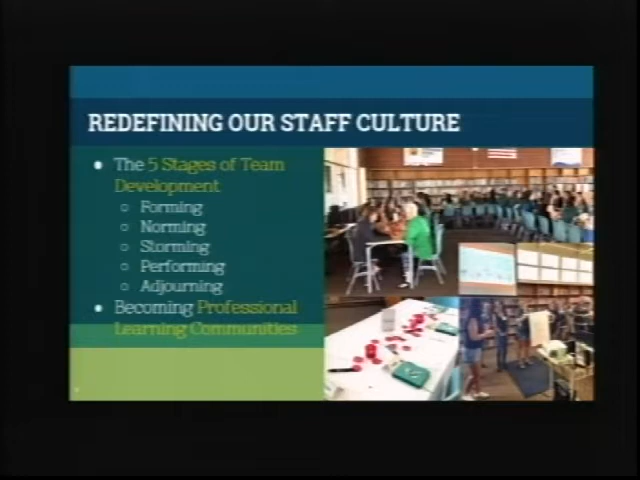 REDEFINING OUR STAFF CULTURE
The 5 Stages of Team
Development
Forming
Norming
Storming
Performing
Adjourning
Becoming Professional
Learning Communities